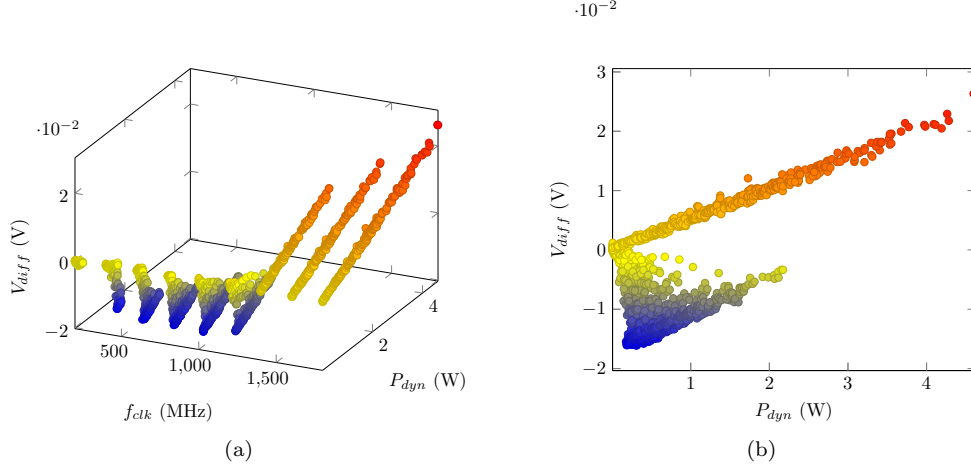 ·10⁻²
2
0
−2
V_diff (V)
500
1,000
1,500
f_clk (MHz)
2
4
P_dyn (W)
(a)
·10⁻²
3
2
1
0
−1
−2
V_diff (V)
1
2
3
4
P_dyn (W)
(b)